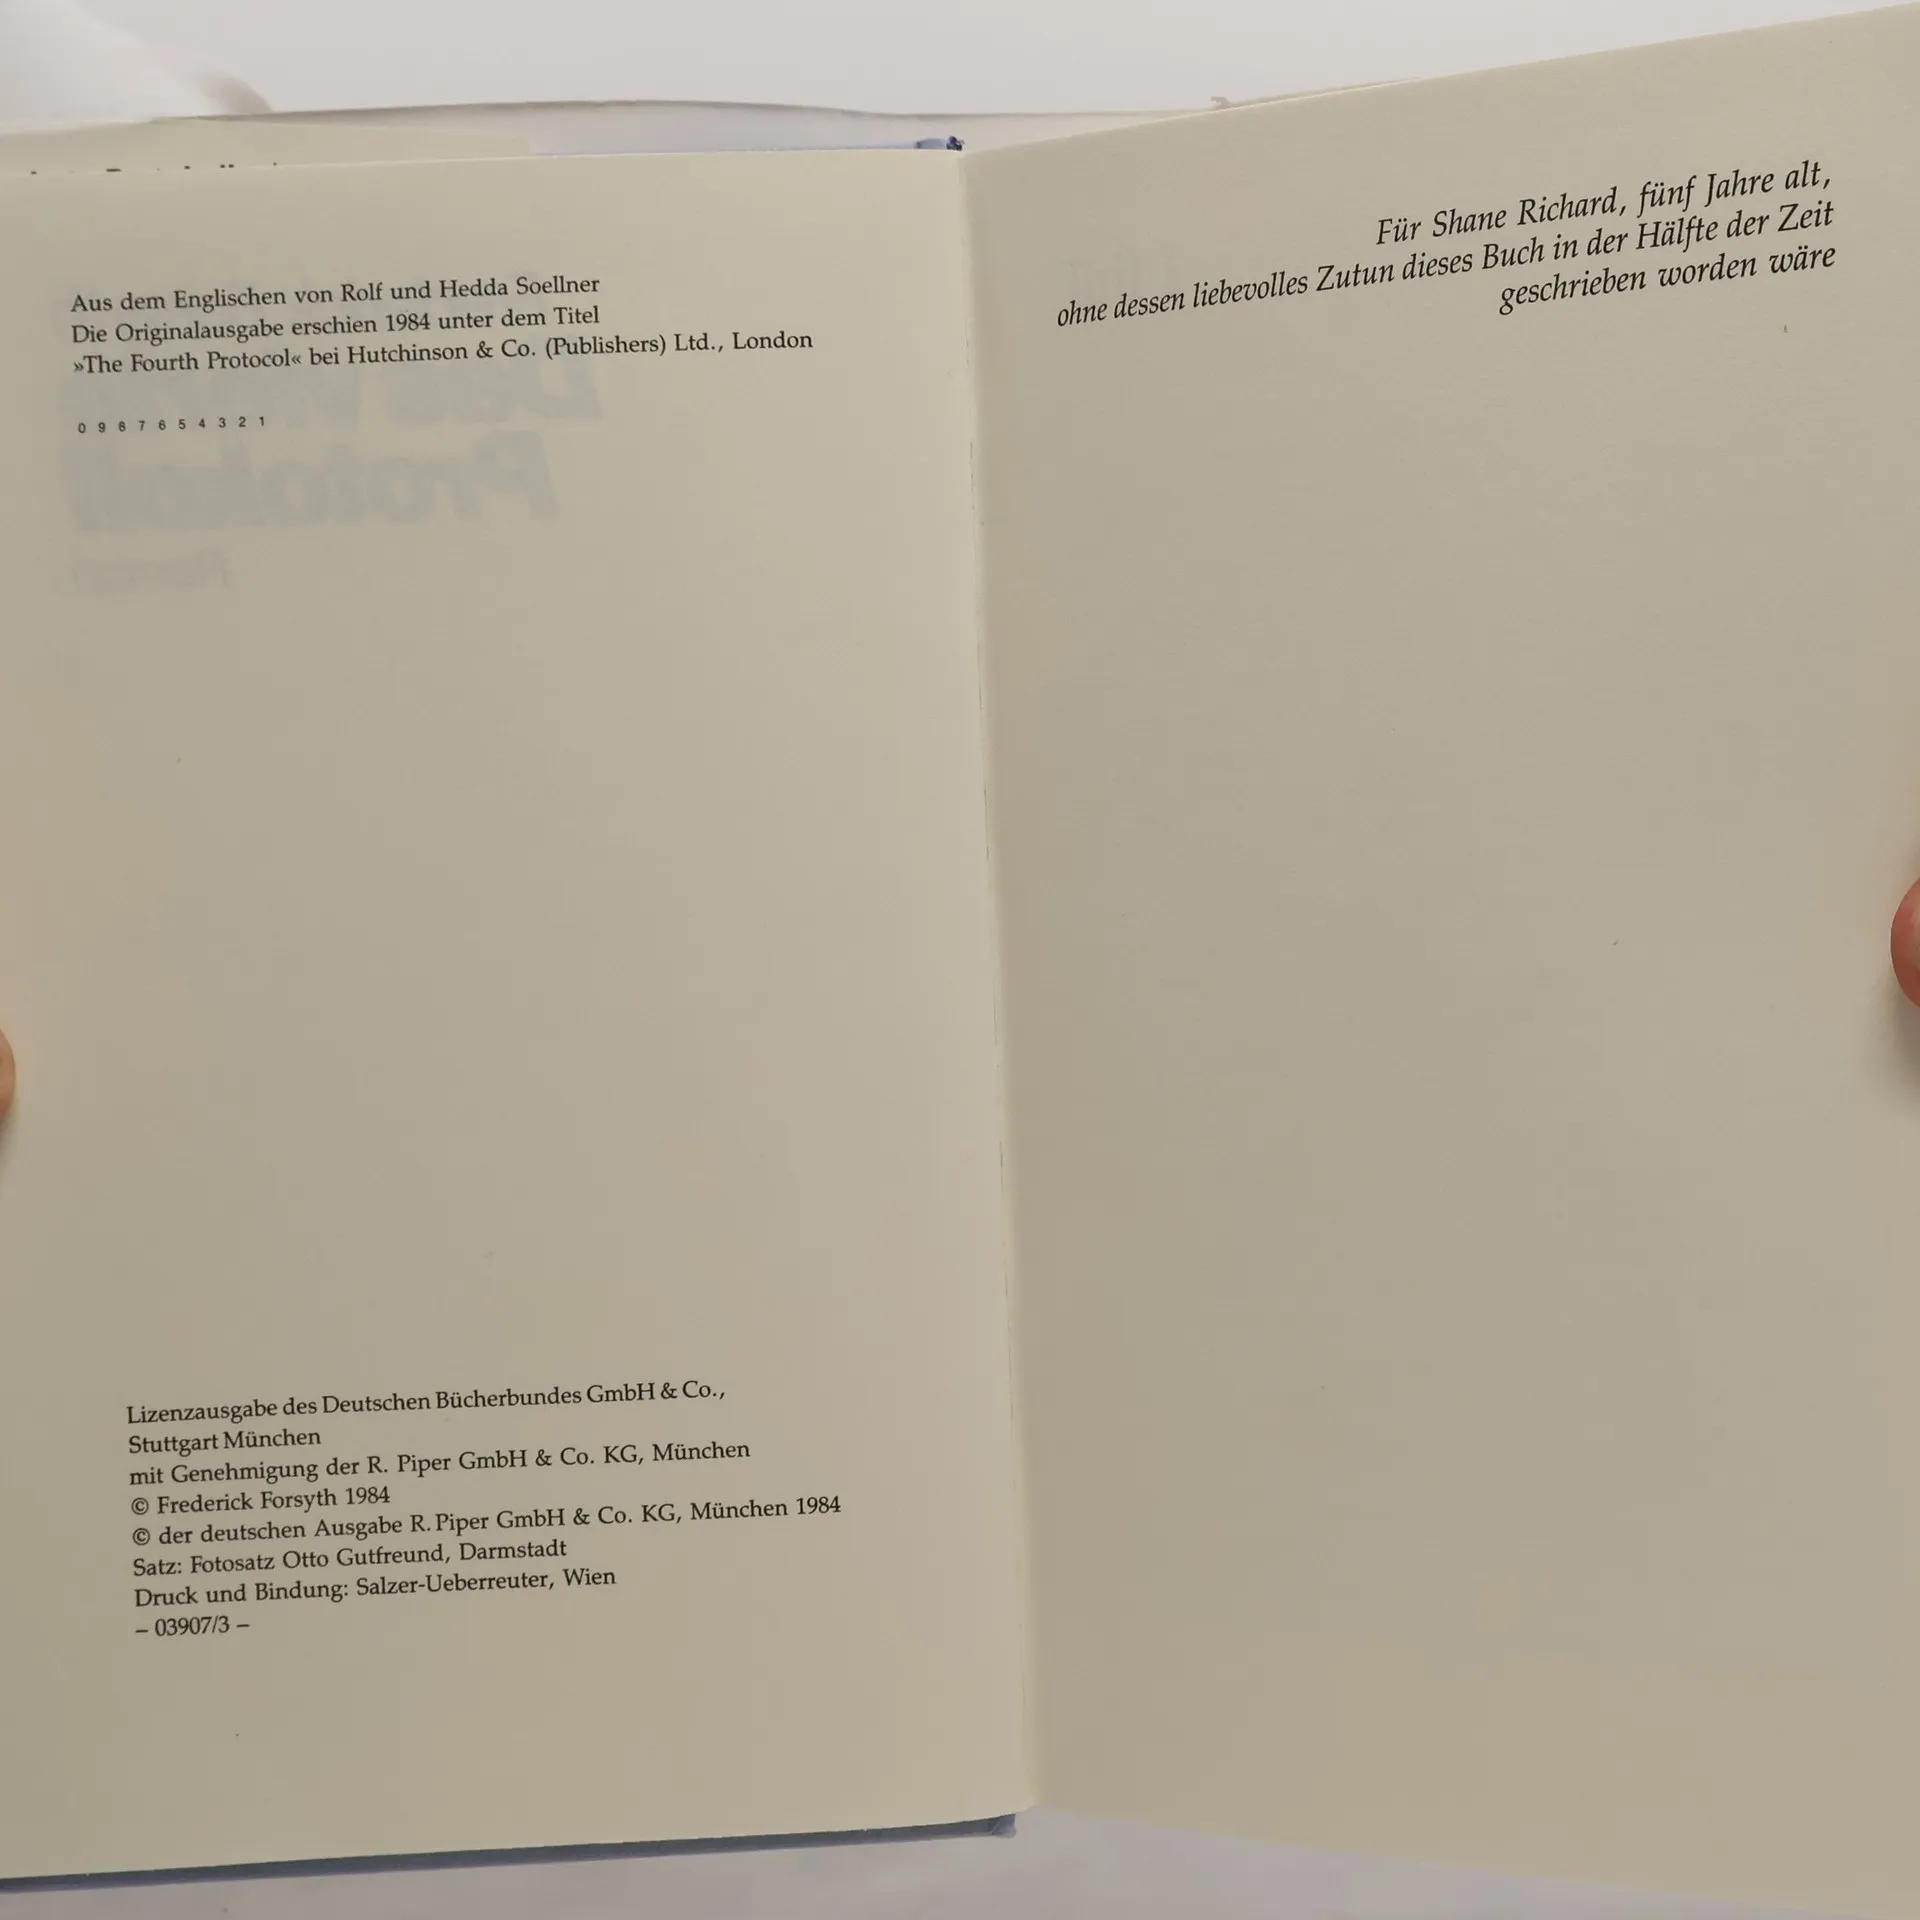 Aus dem Englischen von Rolf und Hedda Soellner
Die Originalausgabe erschien 1984 unter dem Titel
»The Fourth Protocol« bei Hutchinson & Co. (Publishers) Ltd., London
0 9 8 7 6 5 4 3 2 1
Lizenzausgabe des Deutschen Bücherbundes GmbH & Co.,
Stuttgart München
mit Genehmigung der R. Piper GmbH & Co. KG, München
© Frederick Forsyth 1984
© der deutschen Ausgabe R. Piper GmbH & Co. KG, München 1984
Satz: Fotosatz Otto Gutfreund, Darmstadt
Druck und Bindung: Salzer-Ueberreuter, Wien
– 03907/3 –
Für Shane Richard, fünf Jahre alt,
ohne dessen liebevolles Zutun dieses Buch in der Hälfte der Zeit
geschrieben worden wäre